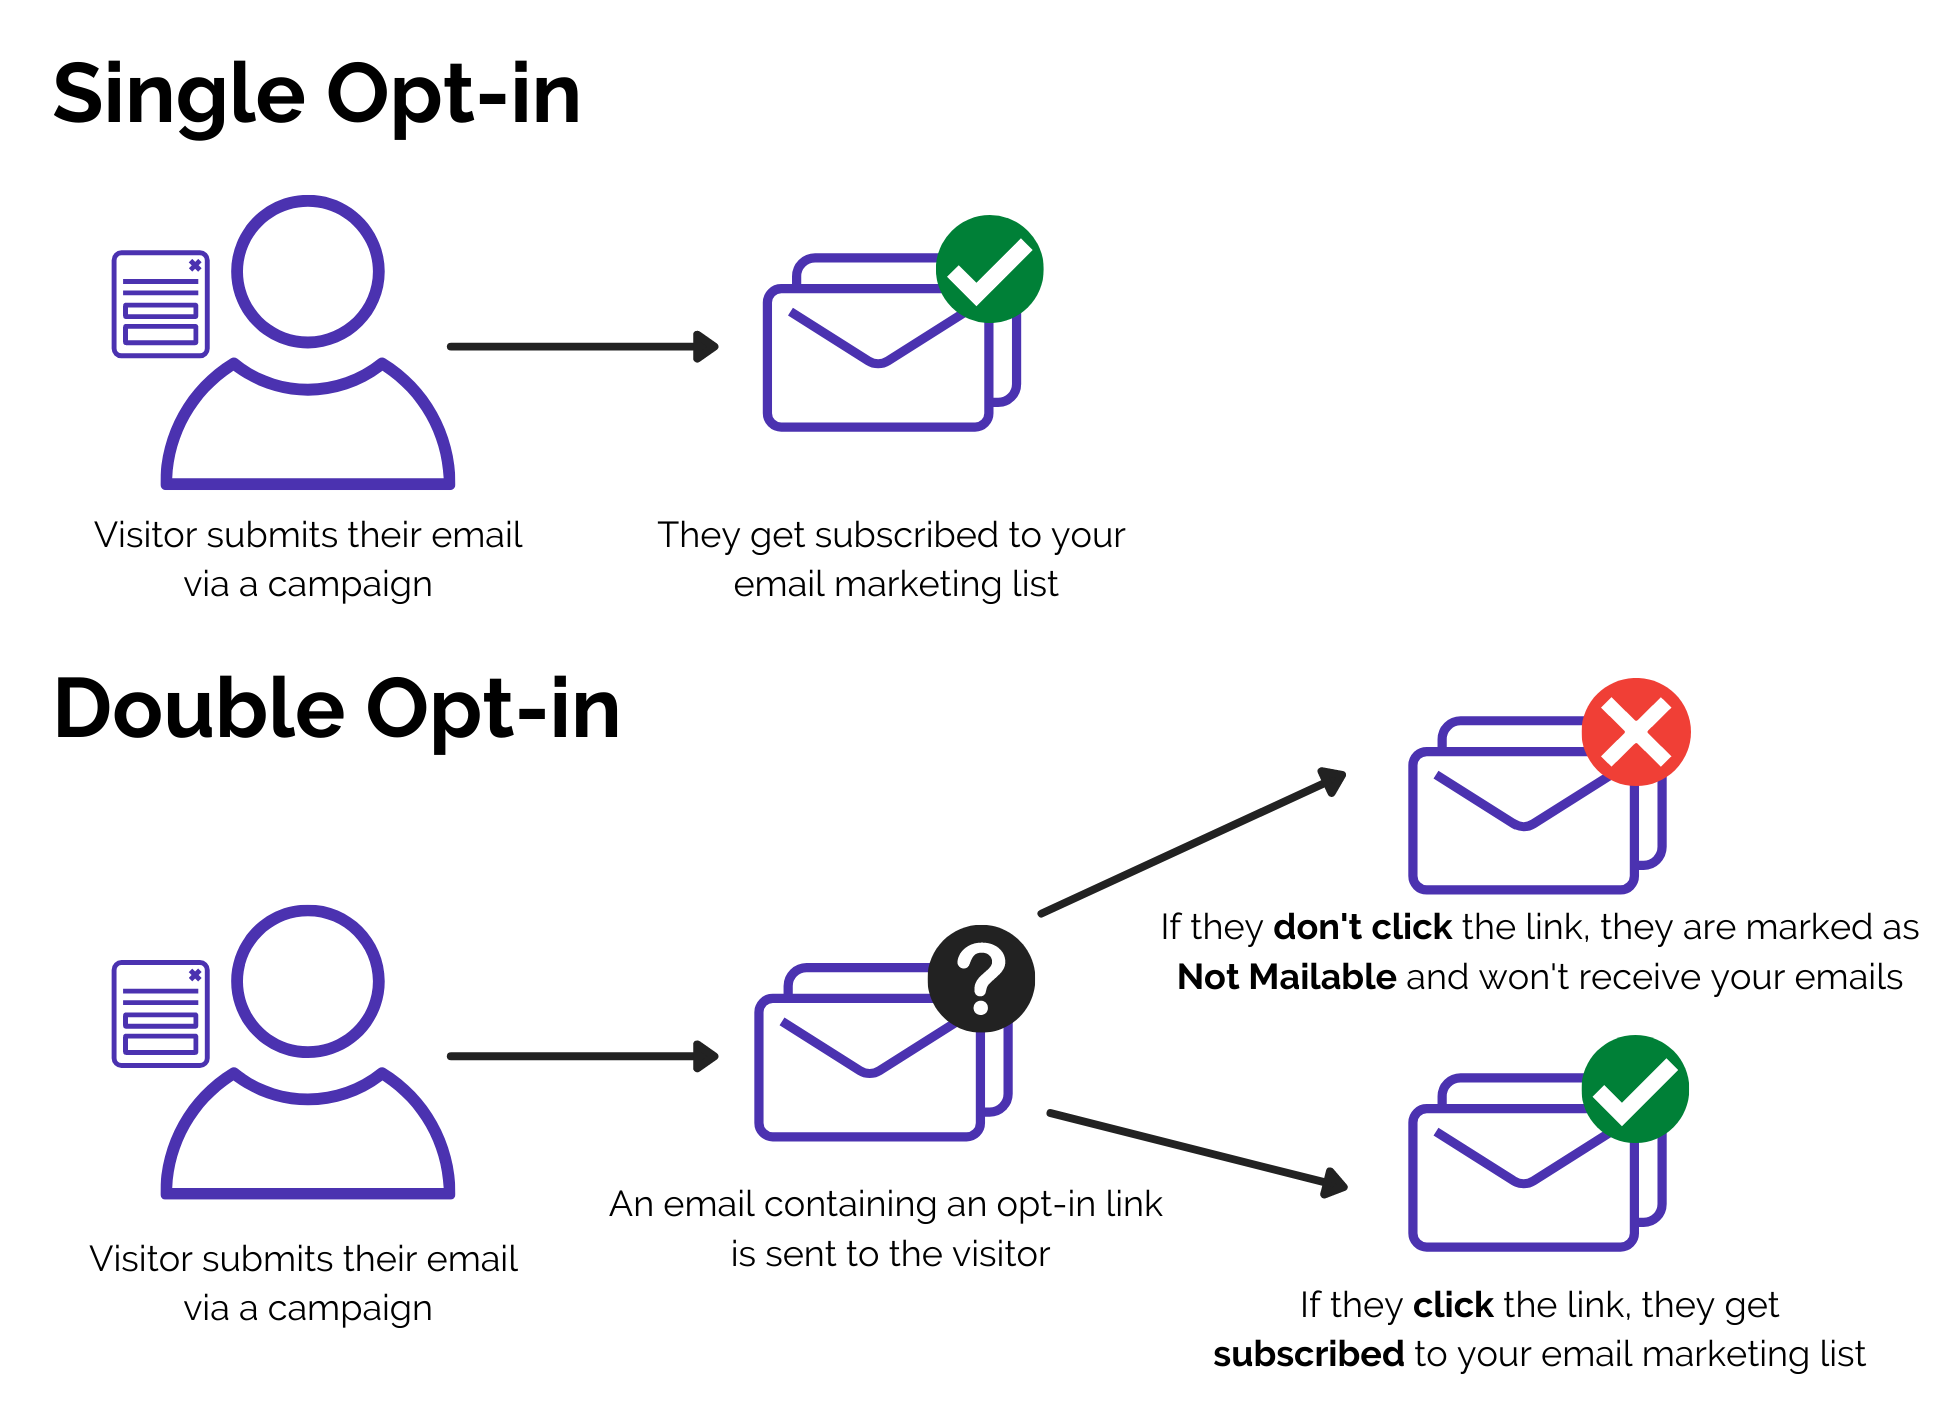 Single Opt-in
Visitor submits their email
via a campaign
They get subscribed to your
email marketing list
Double Opt-in
Visitor submits their email
via a campaign
An email containing an opt-in link
is sent to the visitor
If they don't click the link, they are marked as
Not Mailable and won't receive your emails
If they click the link, they get
subscribed to your email marketing list